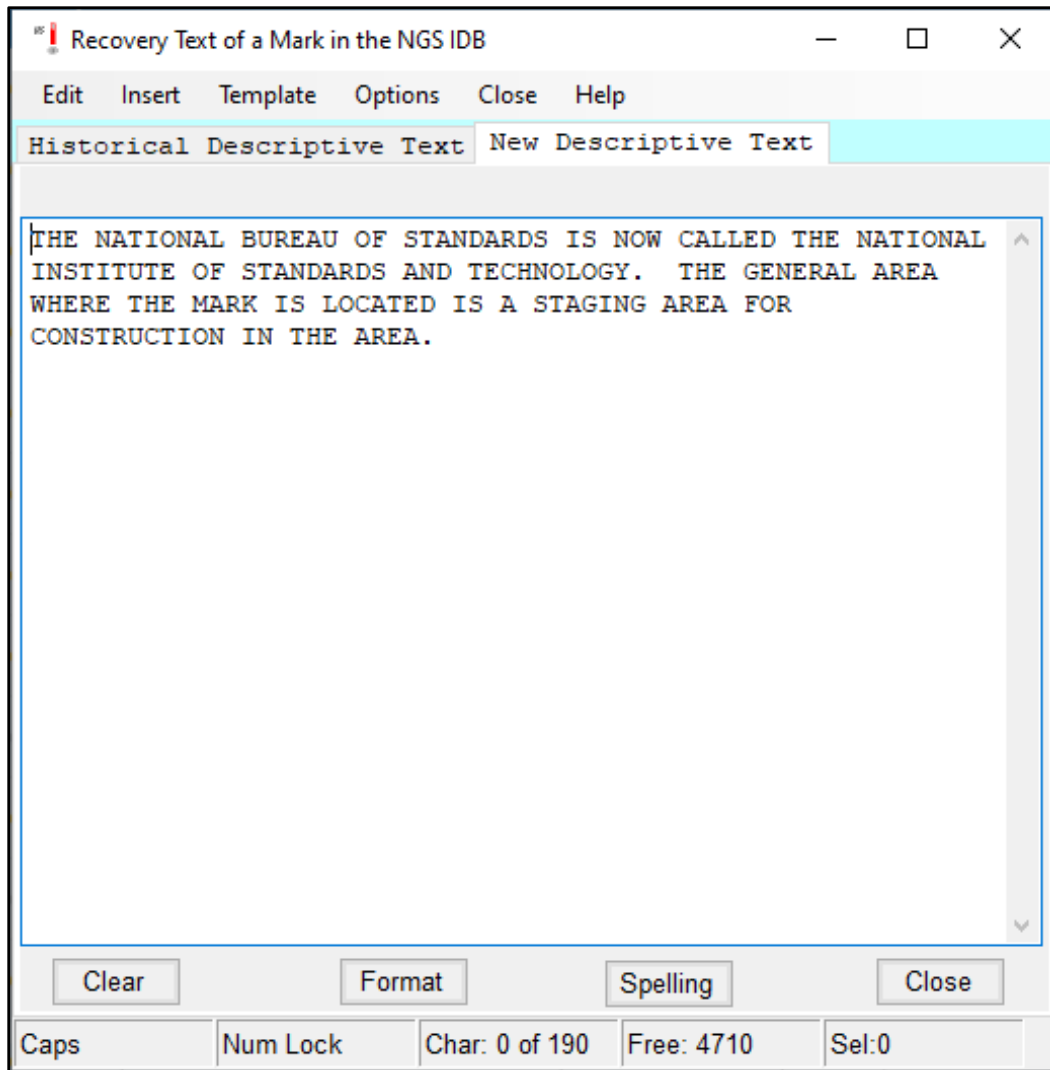 Recovery Text of a Mark in the NGS IDB
Edit Insert Template Options Close Help
Historical Descriptive Text New Descriptive Text
THE NATIONAL BUREAU OF STANDARDS IS NOW CALLED THE NATIONAL
INSTITUTE OF STANDARDS AND TECHNOLOGY.  THE GENERAL AREA
WHERE THE MARK IS LOCATED IS A STAGING AREA FOR
CONSTRUCTION IN THE AREA.
Clear Format Spelling Close
Caps Num Lock Char: 0 of 190 Free: 4710 Sel:0